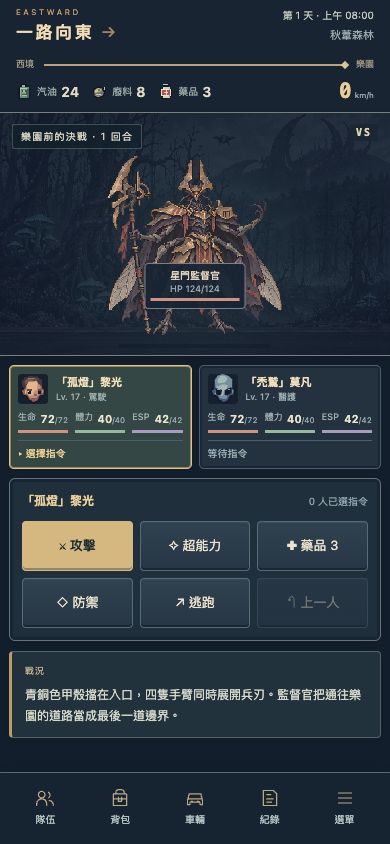 EASTWARD
一路向東 →
第 1 天 · 上午 08:00
秋葦森林
西境
樂園
汽油 24
廢料 8
藥品 3
0 km/h
樂園前的決戰 · 1 回合
VS
星門監督官
HP 124/124
「孤燈」黎光
Lv. 17 · 駕駛
生命 72/72
體力 40/40
ESP 42/42
▸ 選擇指令
「禿鷲」莫凡
Lv. 17 · 醫護
生命 72/72
體力 40/40
ESP 42/42
等待指令
「孤燈」黎光
0 人已選指令
⚔ 攻擊
✧ 超能力
✚ 藥品 3
◇ 防禦
↗ 逃跑
↶ 上一人
戰況
青銅色甲殼擋在入口，四隻手臂同時展開兵刃。監督官把通往樂
園的道路當成最後一道邊界。
隊伍
背包
車輛
紀錄
選單